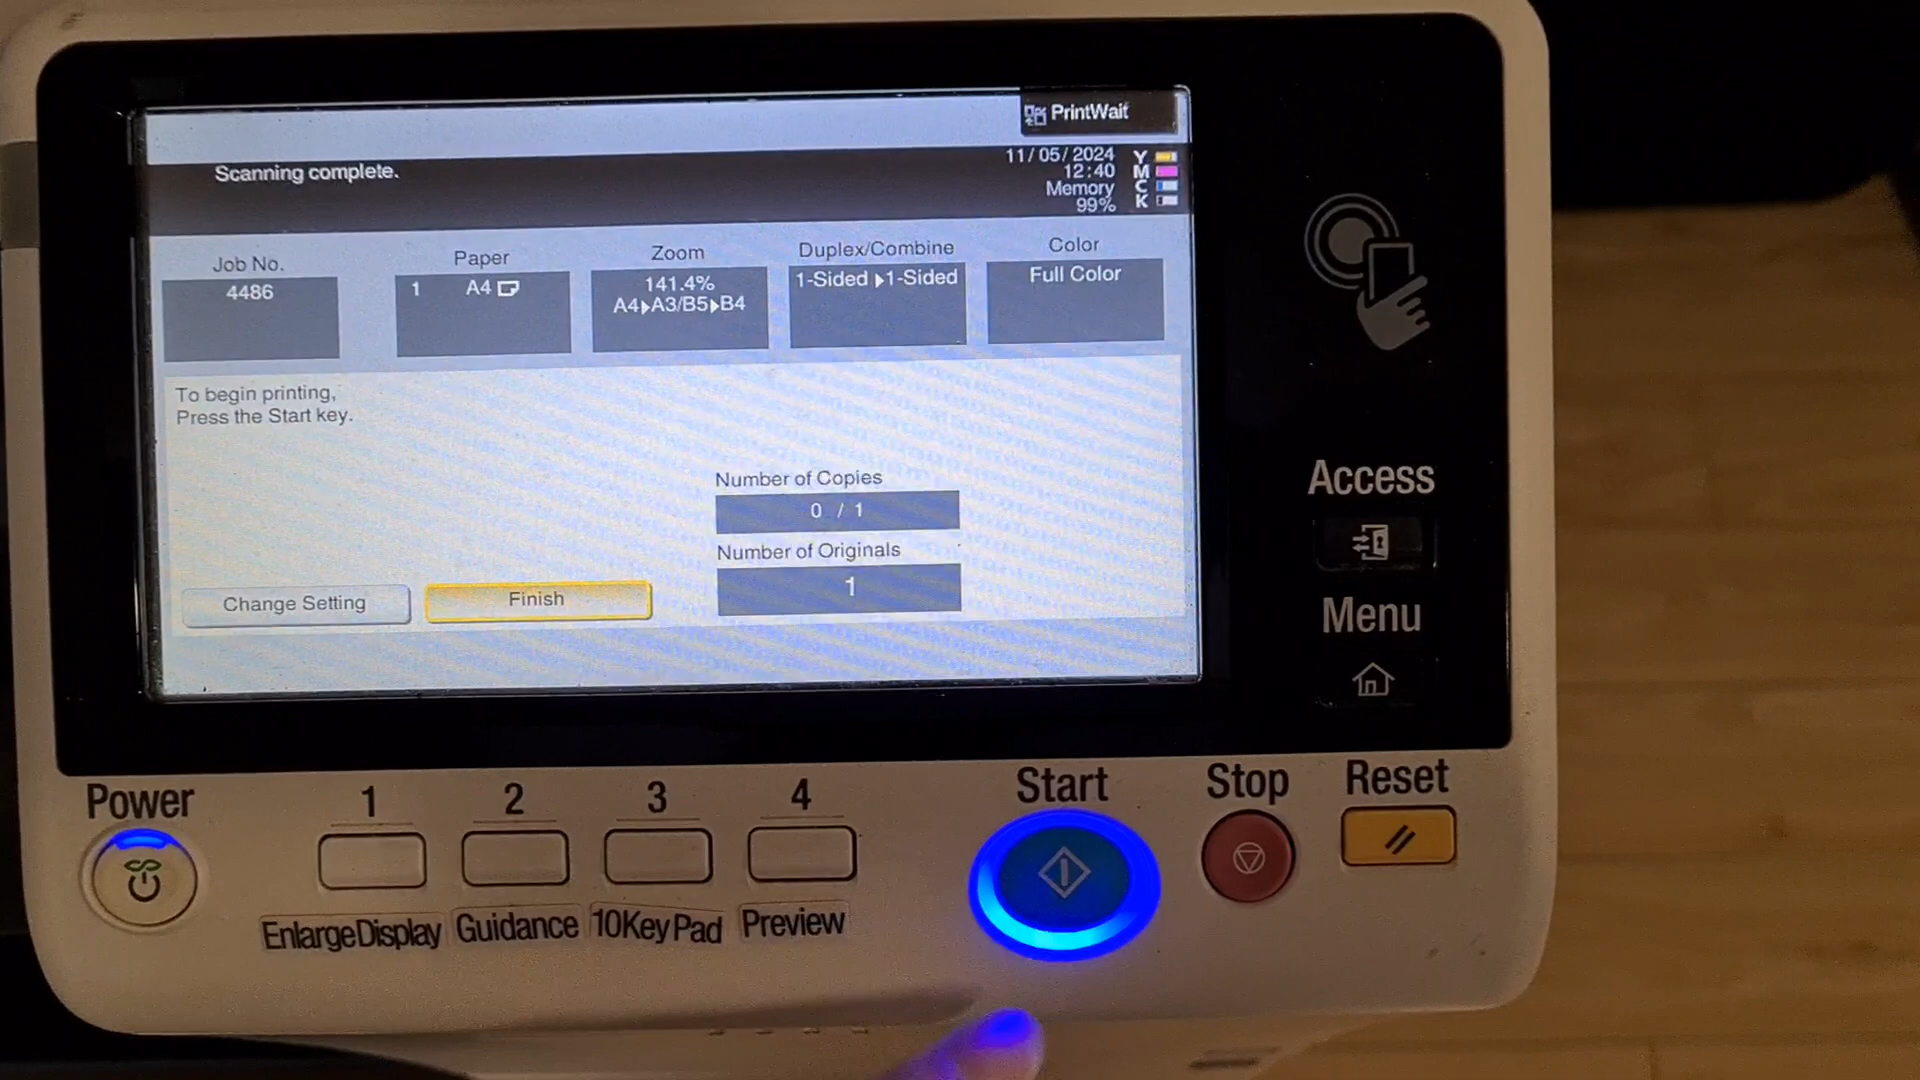 PrintWait
Scanning complete.
11/05/2024
12:40
Memory
99%
Y
M
C
K
Job No.
4486
Paper
1 A4
Zoom
141.4%
A4▶A3/B5▶B4
Duplex/Combine
1-Sided ▶1-Sided
Color
Full Color
To begin printing,
Press the Start key.
Number of Copies
0 / 1
Number of Originals
1
Change Setting
Finish
Access
Menu
Power
1
2
3
4
Start
Stop
Reset
EnlargeDisplay
Guidance
10KeyPad
Preview